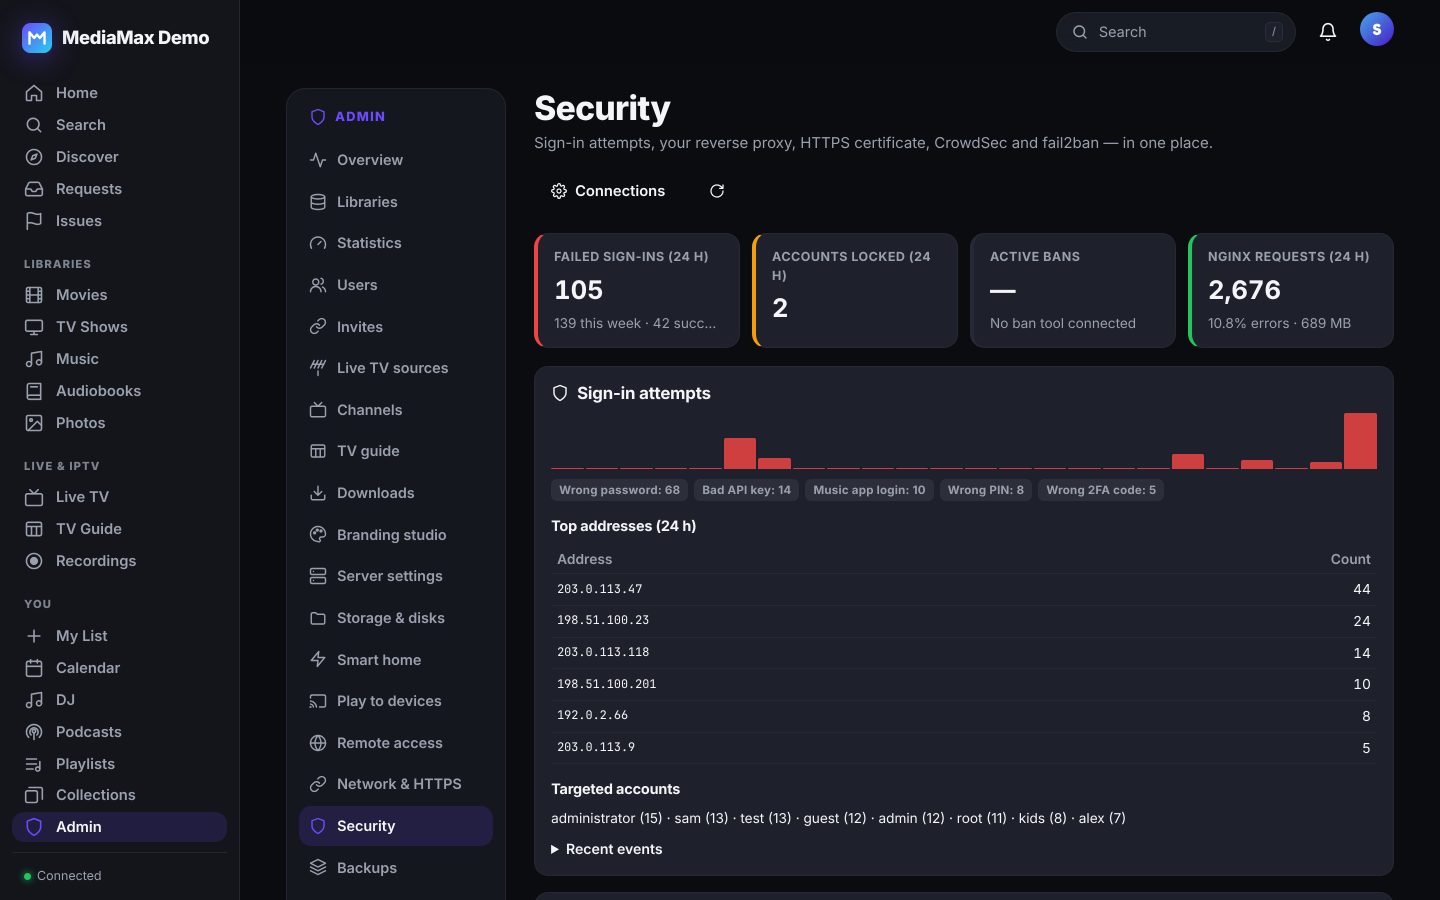 MediaMax Demo
Search
/
S
Home
Search
Discover
Requests
Issues
LIBRARIES
Movies
TV Shows
Music
Audiobooks
Photos
LIVE & IPTV
Live TV
TV Guide
Recordings
YOU
My List
Calendar
DJ
Podcasts
Playlists
Collections
Admin
Connected
ADMIN
Overview
Libraries
Statistics
Users
Invites
Live TV sources
Channels
TV guide
Downloads
Branding studio
Server settings
Storage & disks
Smart home
Play to devices
Remote access
Network & HTTPS
Security
Backups
Security
Sign-in attempts, your reverse proxy, HTTPS certificate, CrowdSec and fail2ban — in one place.
Connections
FAILED SIGN-INS (24 H)
105
139 this week · 42 succ...
ACCOUNTS LOCKED (24
H)
2
ACTIVE BANS
—
No ban tool connected
NGINX REQUESTS (24 H)
2,676
10.8% errors · 689 MB
Sign-in attempts
Wrong password: 68 Bad API key: 14 Music app login: 10 Wrong PIN: 8 Wrong 2FA code: 5
Top addresses (24 h)
Address Count
203.0.113.47 44
198.51.100.23 24
203.0.113.118 14
198.51.100.201 10
192.0.2.66 8
203.0.113.9 5
Targeted accounts
administrator (15) · sam (13) · test (13) · guest (12) · admin (12) · root (11) · kids (8) · alex (7)
Recent events